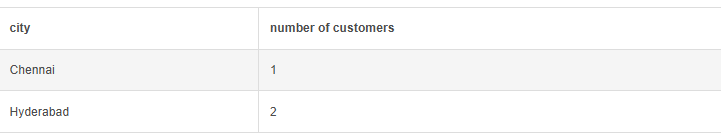 city number of customers
Chennai 1
Hyderabad 2